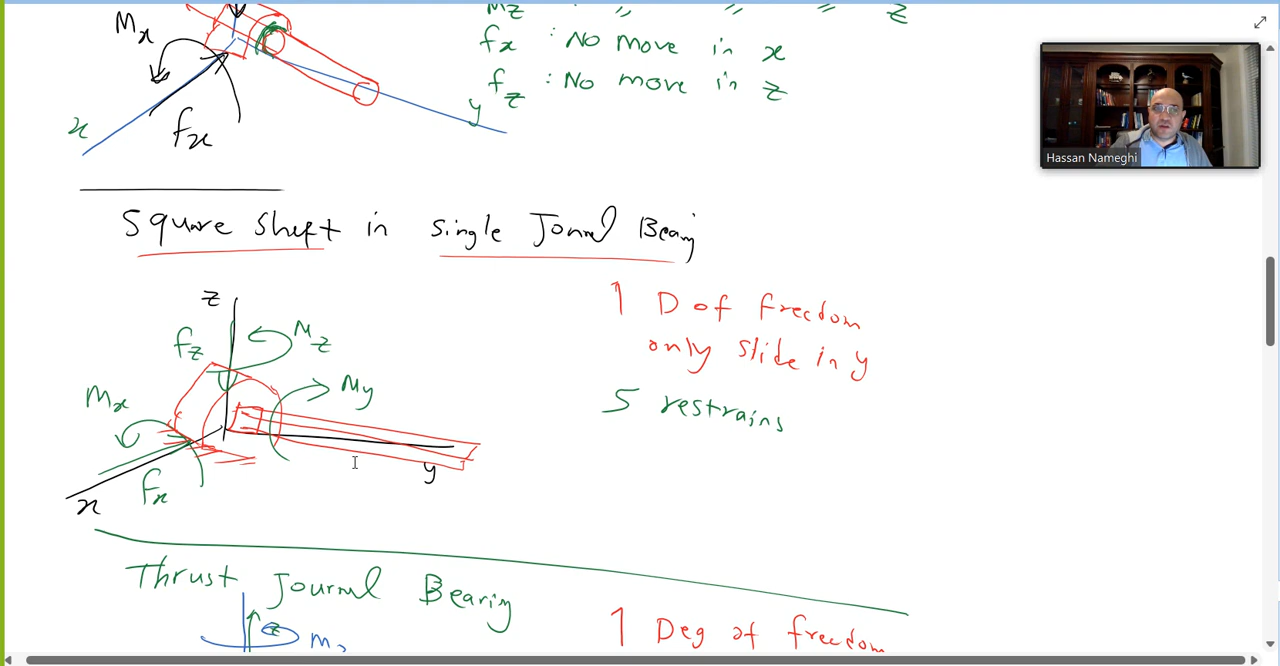 Mz : ,, ,, ,, z
fx : No move in x
fz : No move in z
Mx
y
x
fx
Hassan Nameghi
Square Shaft in Single Jornal Bearing
z
fz
Mz
Mx
My
y
fx
x
1 D of freedom
only slide in y
5 restrains
Thrust Journal Bearing
z
1 Deg of freedom